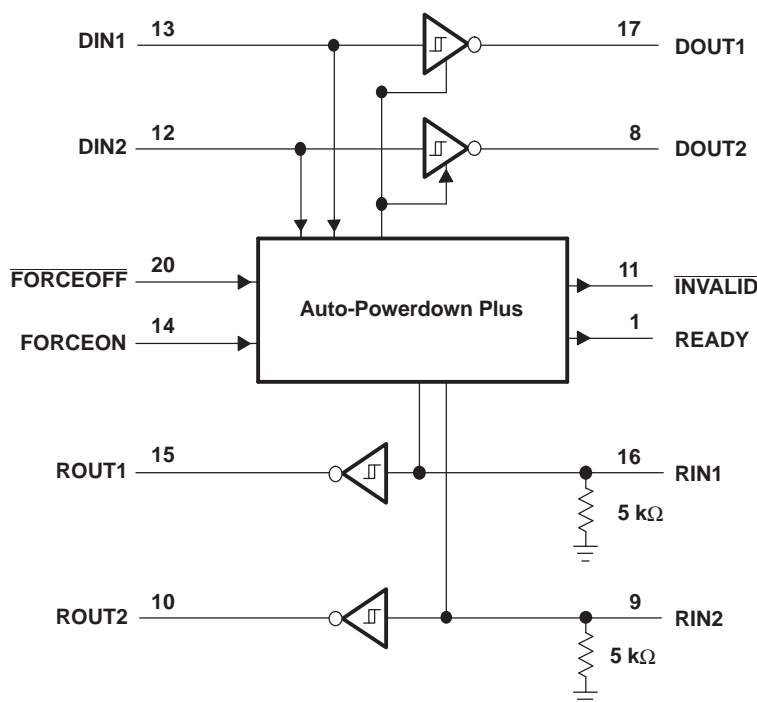 DIN1 13 17 DOUT1
DIN2 12 8 DOUT2
FORCEOFF 20 11 INVALID
Auto-Powerdown Plus
FORCEON 14 1 READY
ROUT1 15 16 RIN1
5 kΩ
ROUT2 10 9 RIN2
5 kΩ